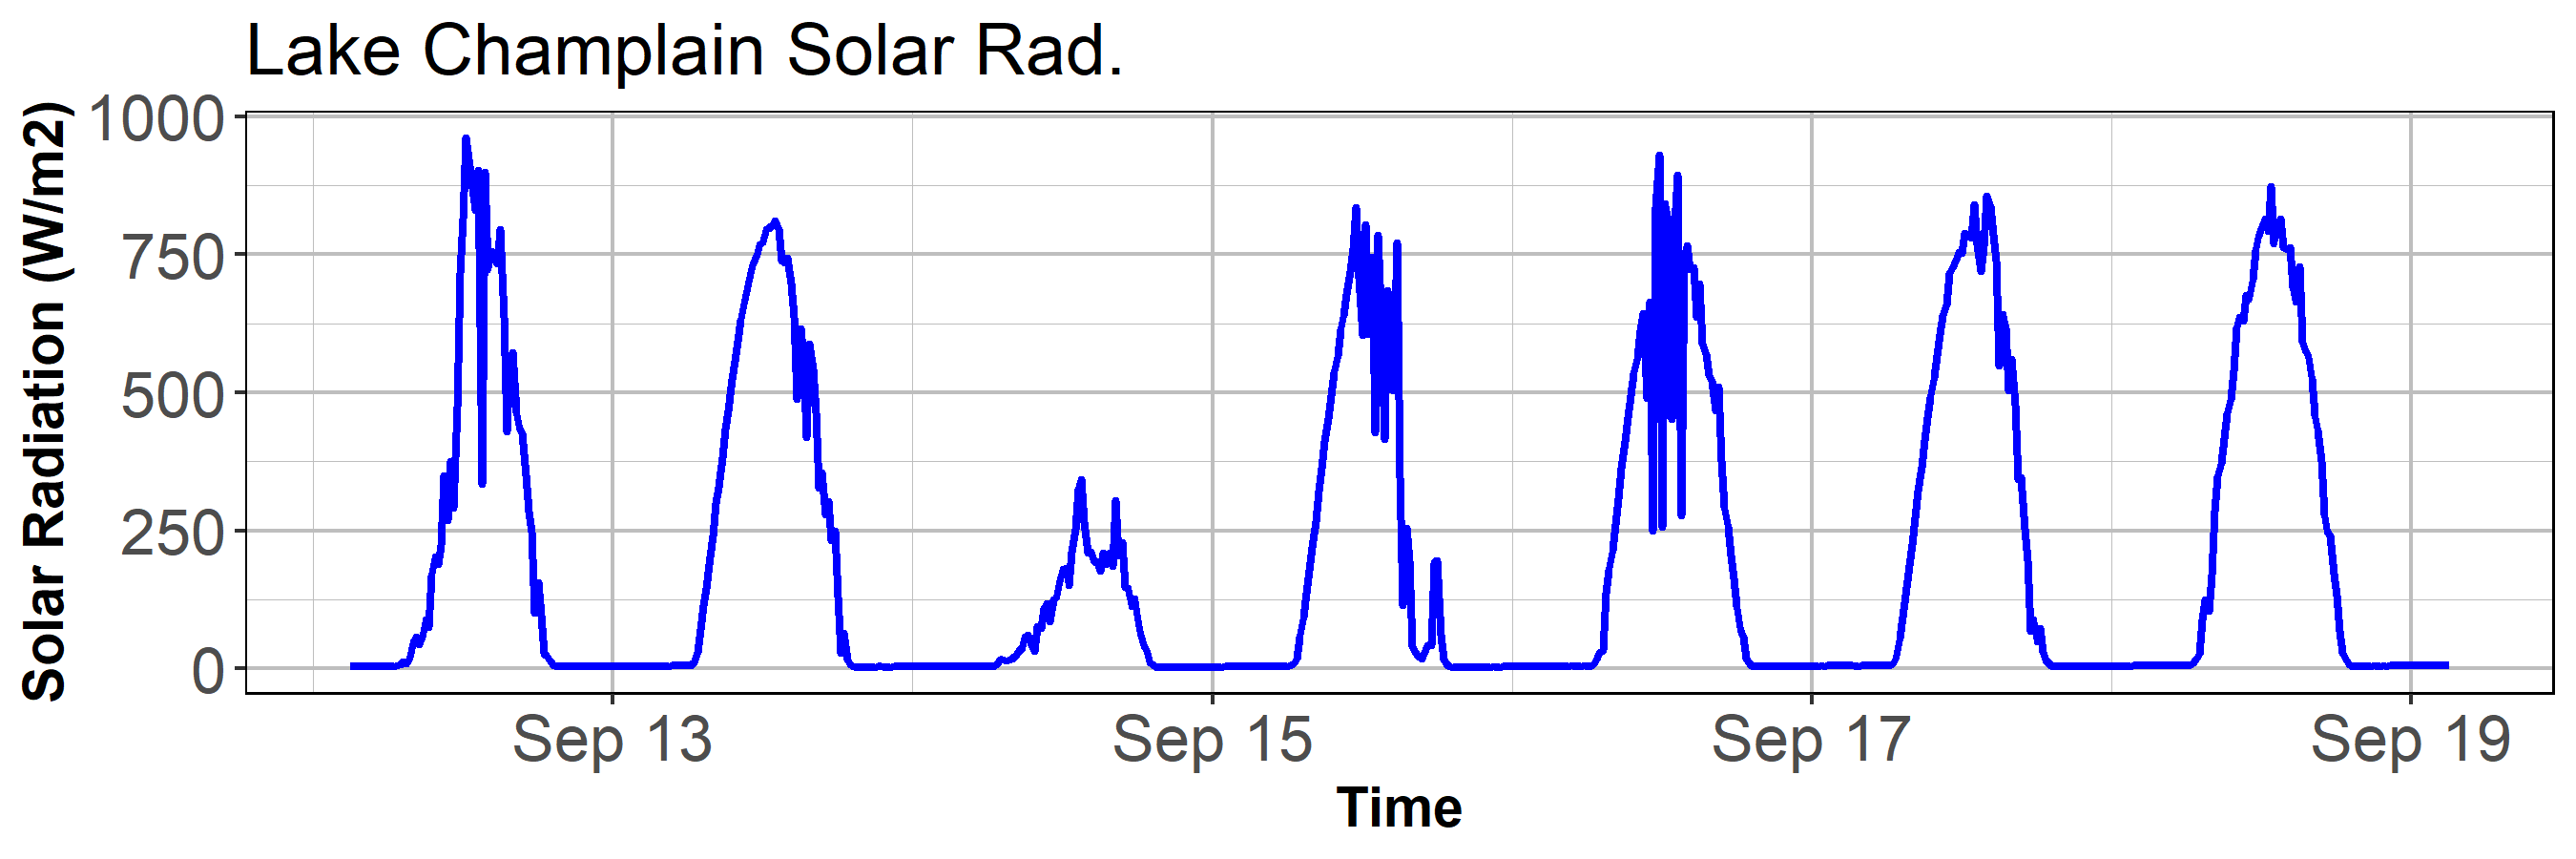 Lake Champlain Solar Rad.
Solar Radiation (W/m2)
1000
750
500
250
0
Sep 13 Sep 15 Sep 17 Sep 19
Time